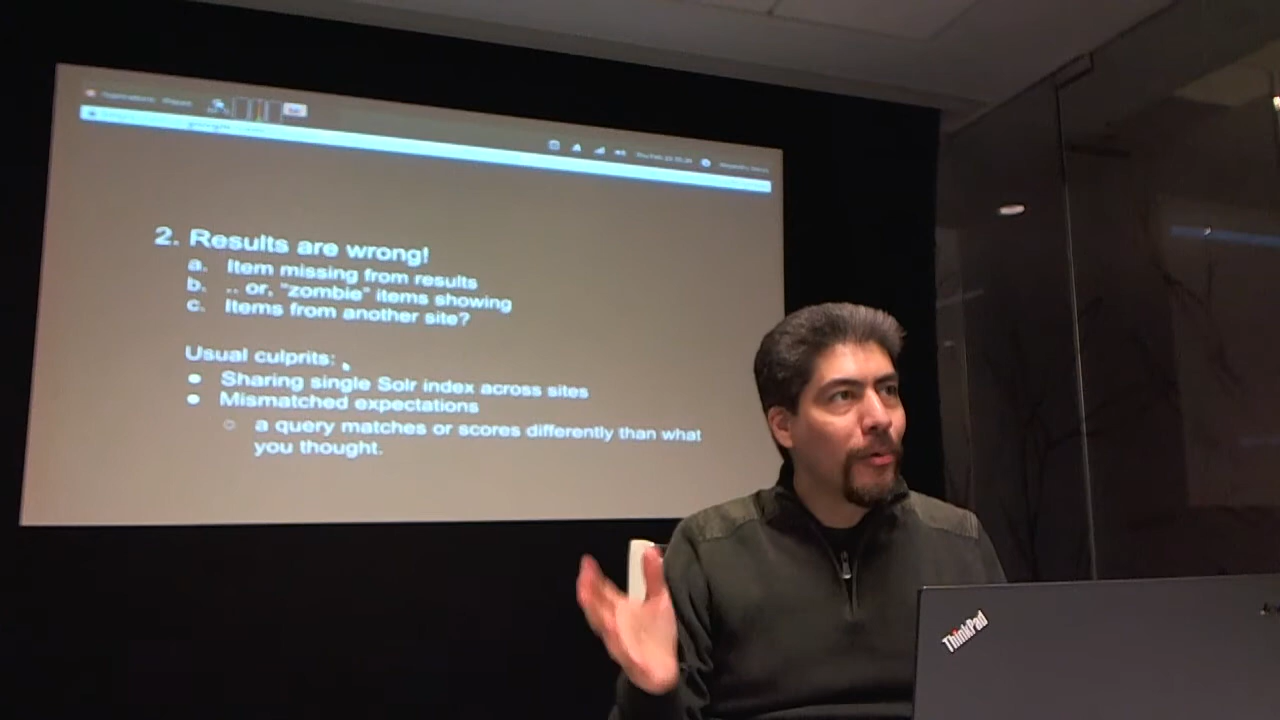 2. Results are wrong!
a. Item missing from results
b. .. or, "zombie" items showing
c. Items from another site?
Usual culprits:
● Sharing single Solr index across sites
● Mismatched expectations
○ a query matches or scores differently than what
you thought.
ThinkPad